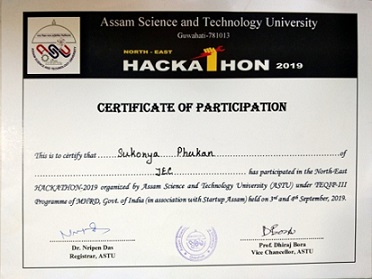 Assam Science and Technology University
Guwahati-781013
NORTH - EAST
HACKATHON 2019
CERTIFICATE OF PARTICIPATION
This is to certify that Sukonya Phukan of
JEC has participated in the North-East
HACKATHON-2019 organized by Assam Science and Technology University (ASTU) under TEQIP-III
Programme of MHRD, Govt. of India (in association with Startup Assam) held on 3rd and 4th September, 2019.
Dr. Nripen Das
Registrar, ASTU
Prof. Dhiraj Bora
Vice Chancellor, ASTU